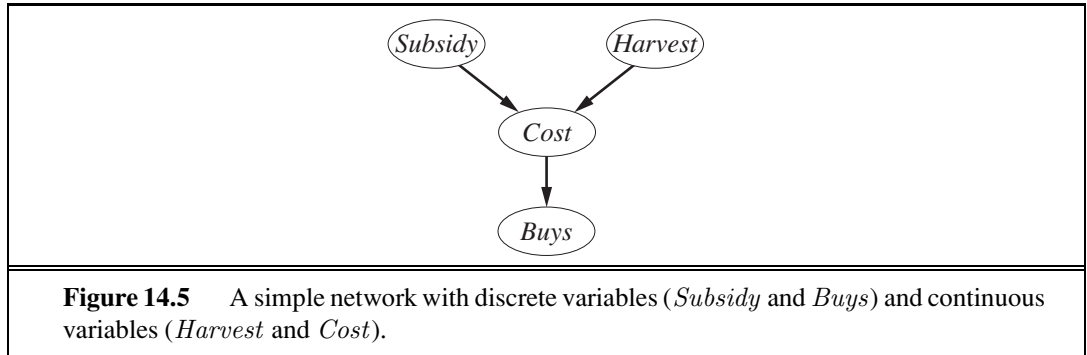 Subsidy Harvest
Cost
Buys
Figure 14.5 A simple network with discrete variables (Subsidy and Buys) and continuous
variables (Harvest and Cost).